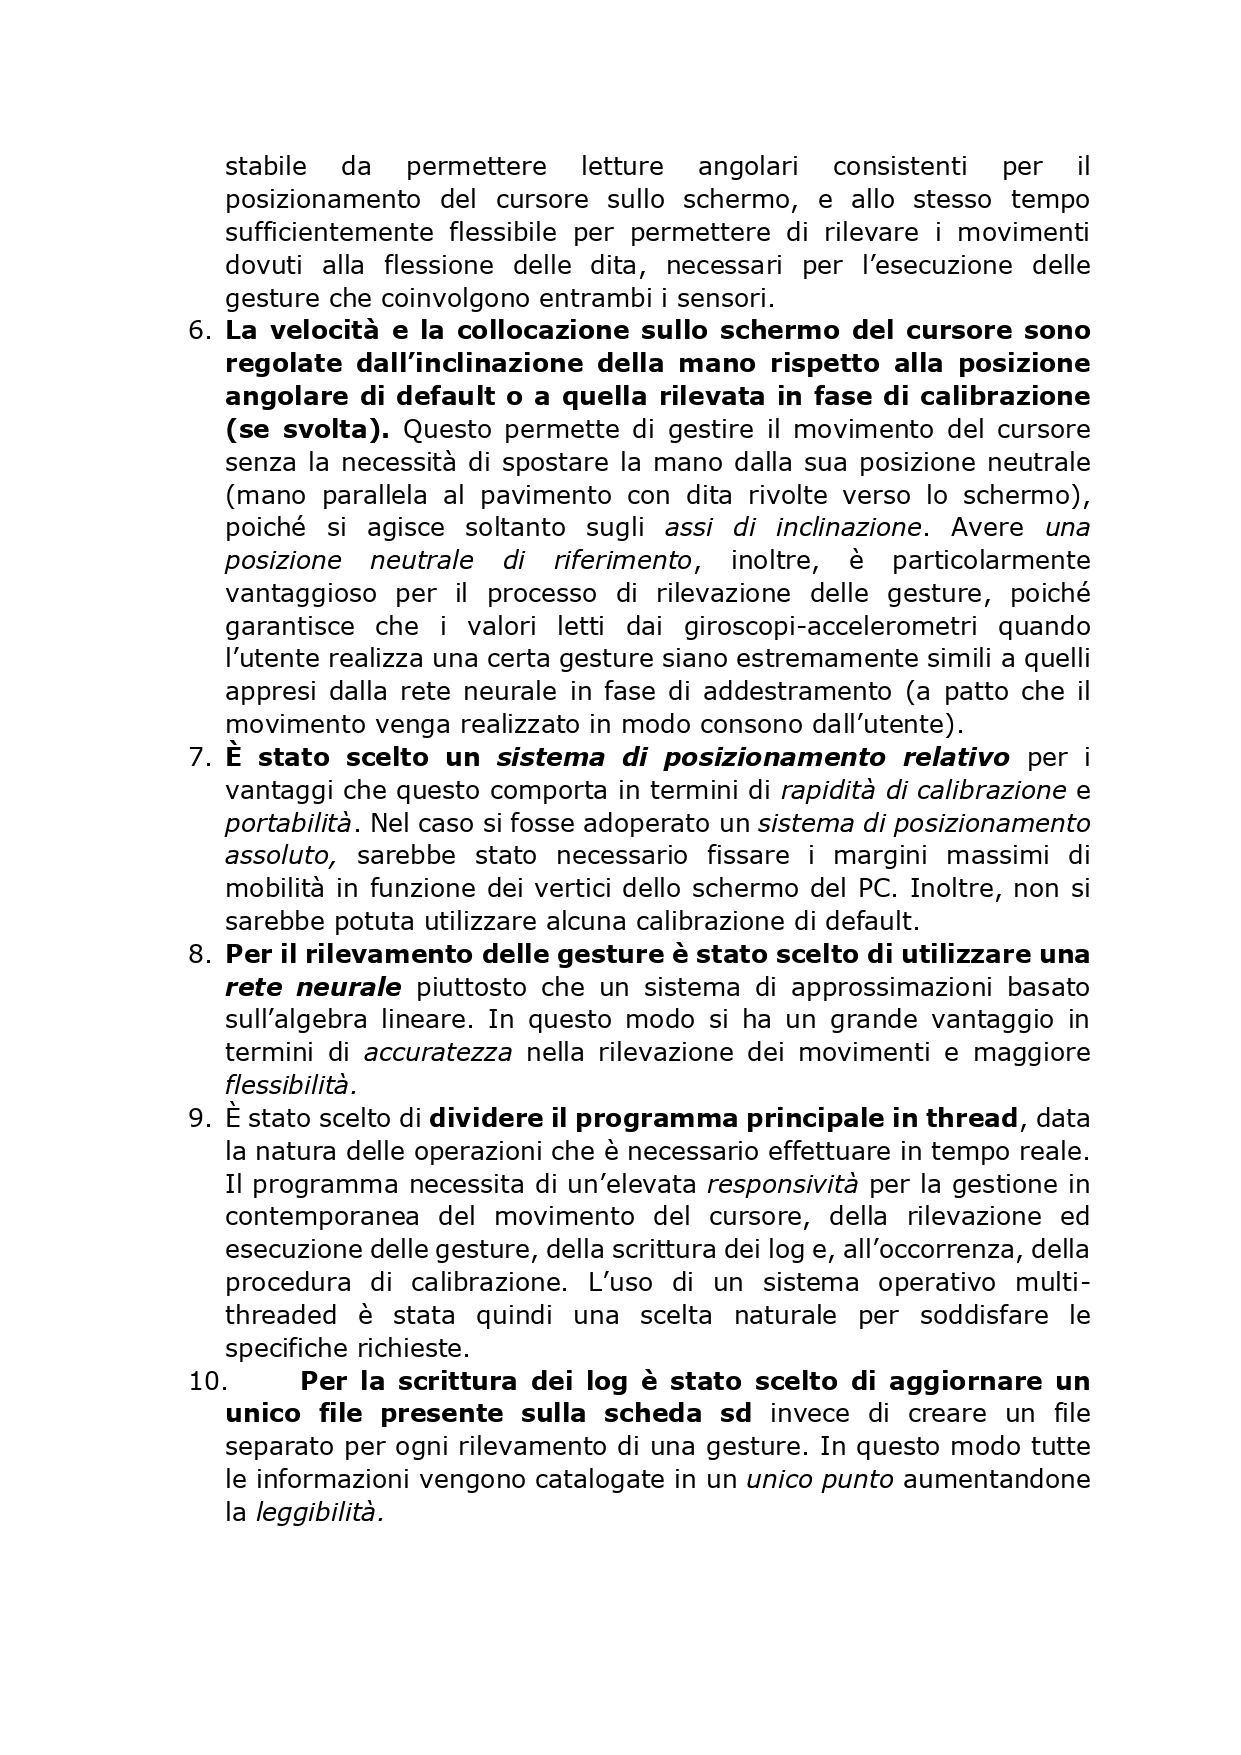 stabile da permettere letture angolari consistenti per il
posizionamento del cursore sullo schermo, e allo stesso tempo
sufficientemente flessibile per permettere di rilevare i movimenti
dovuti alla flessione delle dita, necessari per l’esecuzione delle
gesture che coinvolgono entrambi i sensori.
6. La velocità e la collocazione sullo schermo del cursore sono
regolate dall’inclinazione della mano rispetto alla posizione
angolare di default o a quella rilevata in fase di calibrazione
(se svolta). Questo permette di gestire il movimento del cursore
senza la necessità di spostare la mano dalla sua posizione neutrale
(mano parallela al pavimento con dita rivolte verso lo schermo),
poiché si agisce soltanto sugli assi di inclinazione. Avere una
posizione neutrale di riferimento, inoltre, è particolarmente
vantaggioso per il processo di rilevazione delle gesture, poiché
garantisce che i valori letti dai giroscopi-accelerometri quando
l’utente realizza una certa gesture siano estremamente simili a quelli
appresi dalla rete neurale in fase di addestramento (a patto che il
movimento venga realizzato in modo consono dall’utente).
7. È stato scelto un sistema di posizionamento relativo per i
vantaggi che questo comporta in termini di rapidità di calibrazione e
portabilità. Nel caso si fosse adoperato un sistema di posizionamento
assoluto, sarebbe stato necessario fissare i margini massimi di
mobilità in funzione dei vertici dello schermo del PC. Inoltre, non si
sarebbe potuta utilizzare alcuna calibrazione di default.
8. Per il rilevamento delle gesture è stato scelto di utilizzare una
rete neurale piuttosto che un sistema di approssimazioni basato
sull’algebra lineare. In questo modo si ha un grande vantaggio in
termini di accuratezza nella rilevazione dei movimenti e maggiore
flessibilità.
9. È stato scelto di dividere il programma principale in thread, data
la natura delle operazioni che è necessario effettuare in tempo reale.
Il programma necessita di un’elevata responsività per la gestione in
contemporanea del movimento del cursore, della rilevazione ed
esecuzione delle gesture, della scrittura dei log e, all’occorrenza, della
procedura di calibrazione. L’uso di un sistema operativo multi-
threaded è stata quindi una scelta naturale per soddisfare le
specifiche richieste.
10. Per la scrittura dei log è stato scelto di aggiornare un
unico file presente sulla scheda sd invece di creare un file
separato per ogni rilevamento di una gesture. In questo modo tutte
le informazioni vengono catalogate in un unico punto aumentandone
la leggibilità.